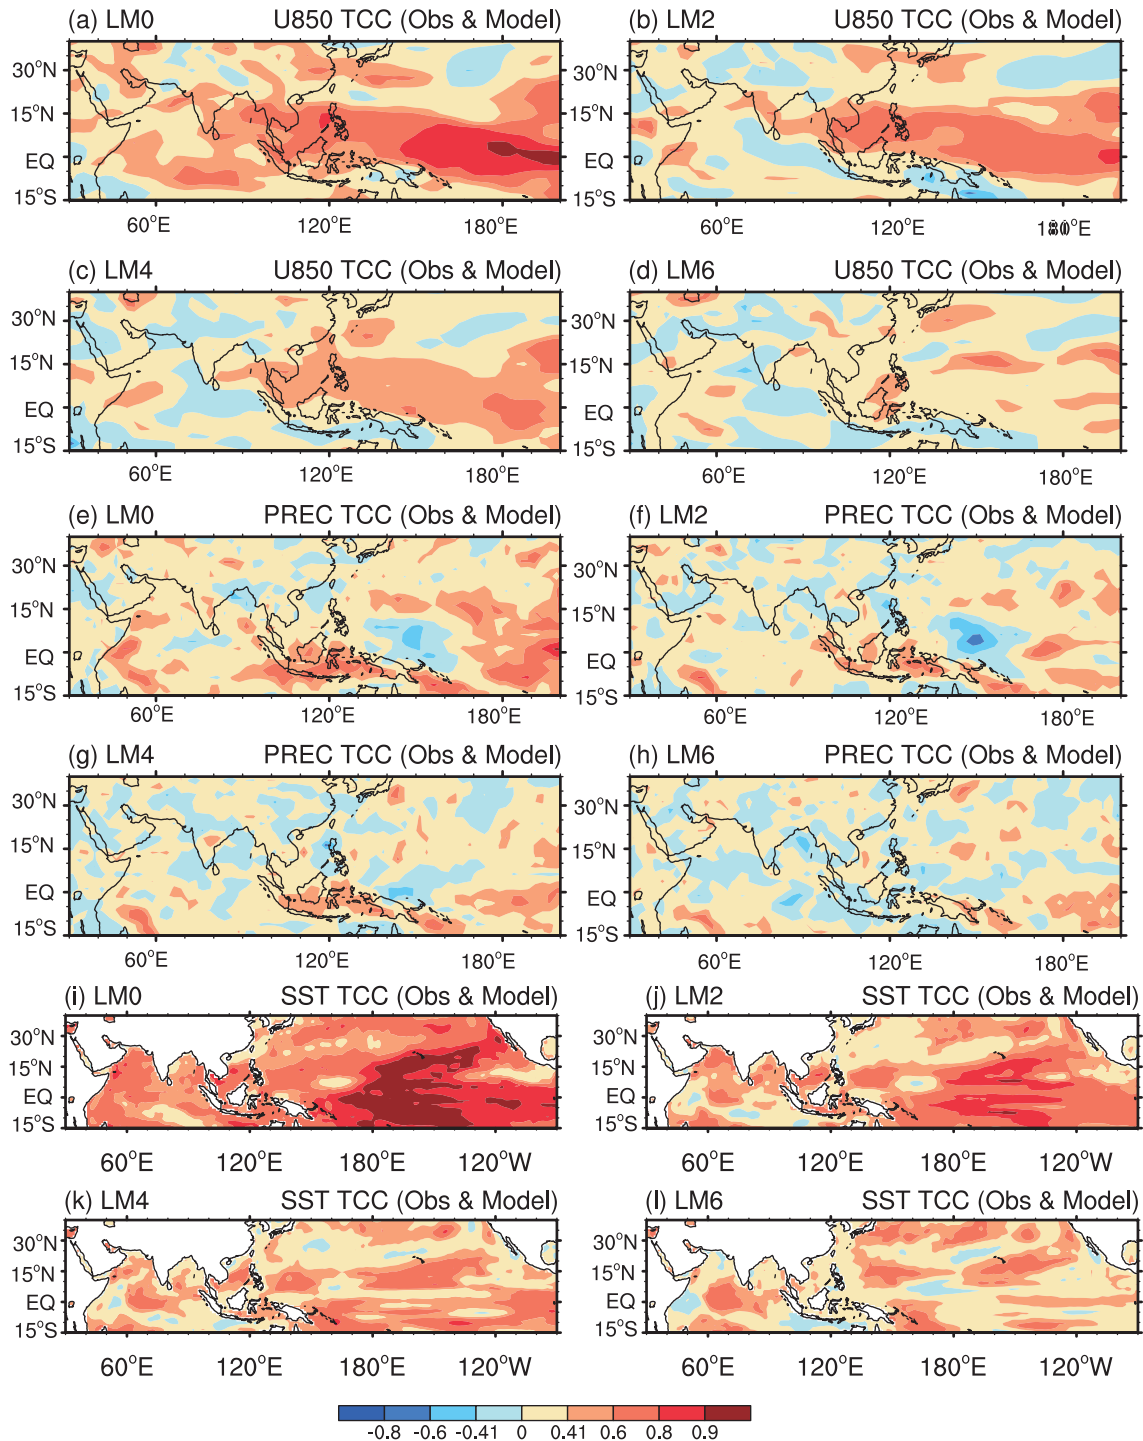 (a) LM0 U850 TCC (Obs & Model) (b) LM2 U850 TCC (Obs & Model)
30°N 30°N
15°N 15°N
EQ EQ
15°S 15°S
60°E 120°E 180°E 60°E 120°E
(c) LM4 U850 TCC (Obs & Model) (d) LM6 U850 TCC (Obs & Model)
30°N 30°N
15°N 15°N
EQ EQ
15°S 15°S
60°E 120°E 180°E 60°E 120°E 180°E
(e) LM0 PREC TCC (Obs & Model) (f) LM2 PREC TCC (Obs & Model)
30°N 30°N
15°N 15°N
EQ EQ
15°S 15°S
60°E 120°E 180°E 60°E 120°E 180°E
(g) LM4 PREC TCC (Obs & Model) (h) LM6 PREC TCC (Obs & Model)
30°N 30°N
15°N 15°N
EQ EQ
15°S 15°S
60°E 120°E 180°E 60°E 120°E 180°E
(i) LM0 SST TCC (Obs & Model) (j) LM2 SST TCC (Obs & Model)
30°N 30°N
15°N 15°N
EQ EQ
15°S 15°S
60°E 120°E 180°E 120°W 60°E 120°E 180°E 120°W
(k) LM4 SST TCC (Obs & Model) (l) LM6 SST TCC (Obs & Model)
30°N 30°N
15°N 15°N
EQ EQ
15°S 15°S
60°E 120°E 180°E 120°W 60°E 120°E 180°E 120°W
-0.8 -0.6 -0.41 0 0.41 0.6 0.8 0.9